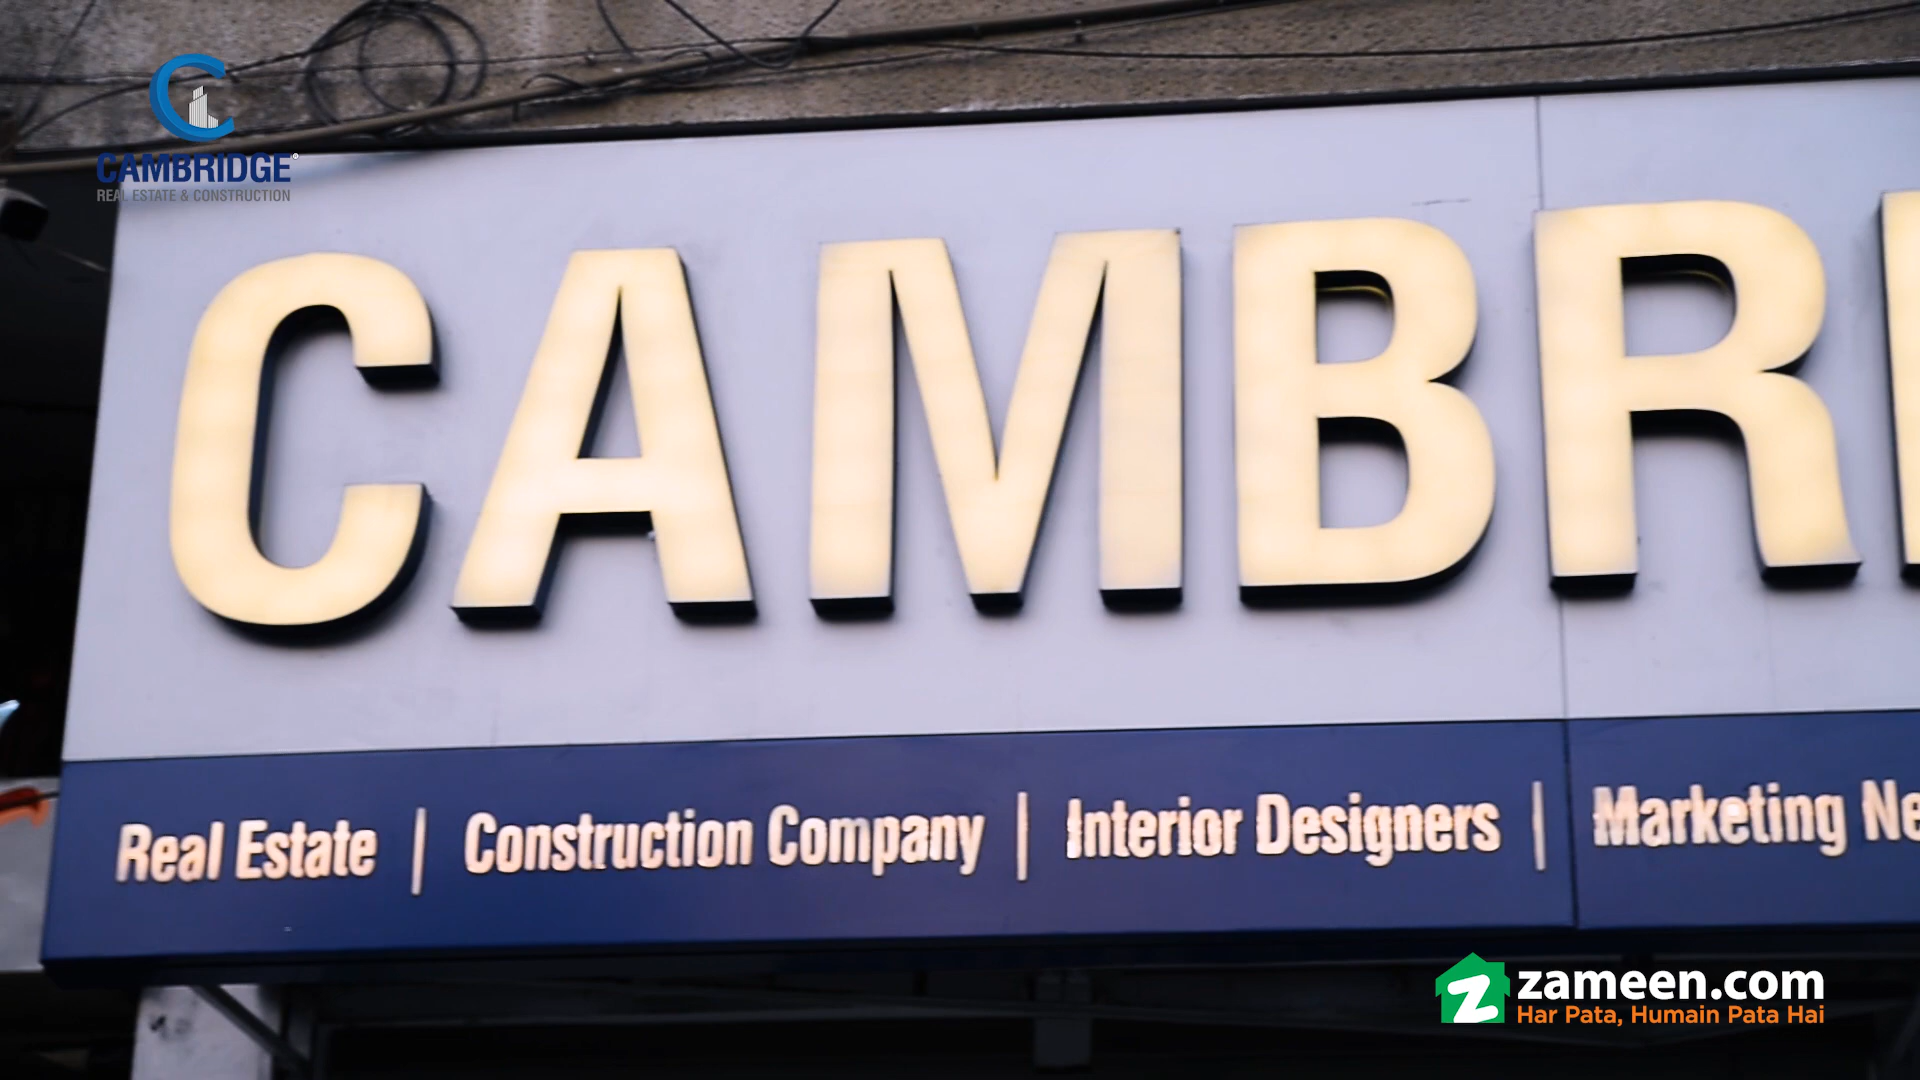 CAMBRIDGE®
REAL ESTATE & CONSTRUCTION
CAMBR
Real Estate | Construction Company | Interior Designers | Marketing Ne
zameen.com
Har Pata, Humain Pata Hai